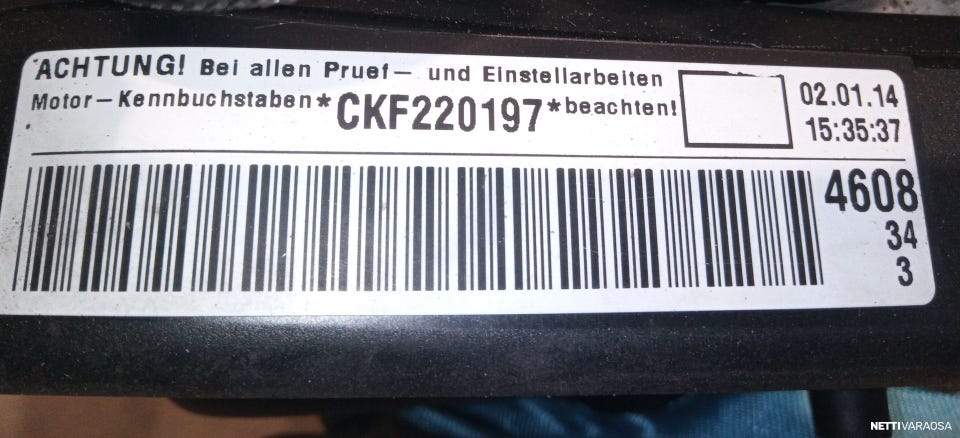 ACHTUNG! Bei allen Pruef- und Einstellarbeiten
Motor-Kennbuchstaben*CKF220197*beachten!
02.01.14
15:35:37
4608
34
3
NETTIVARAOSA